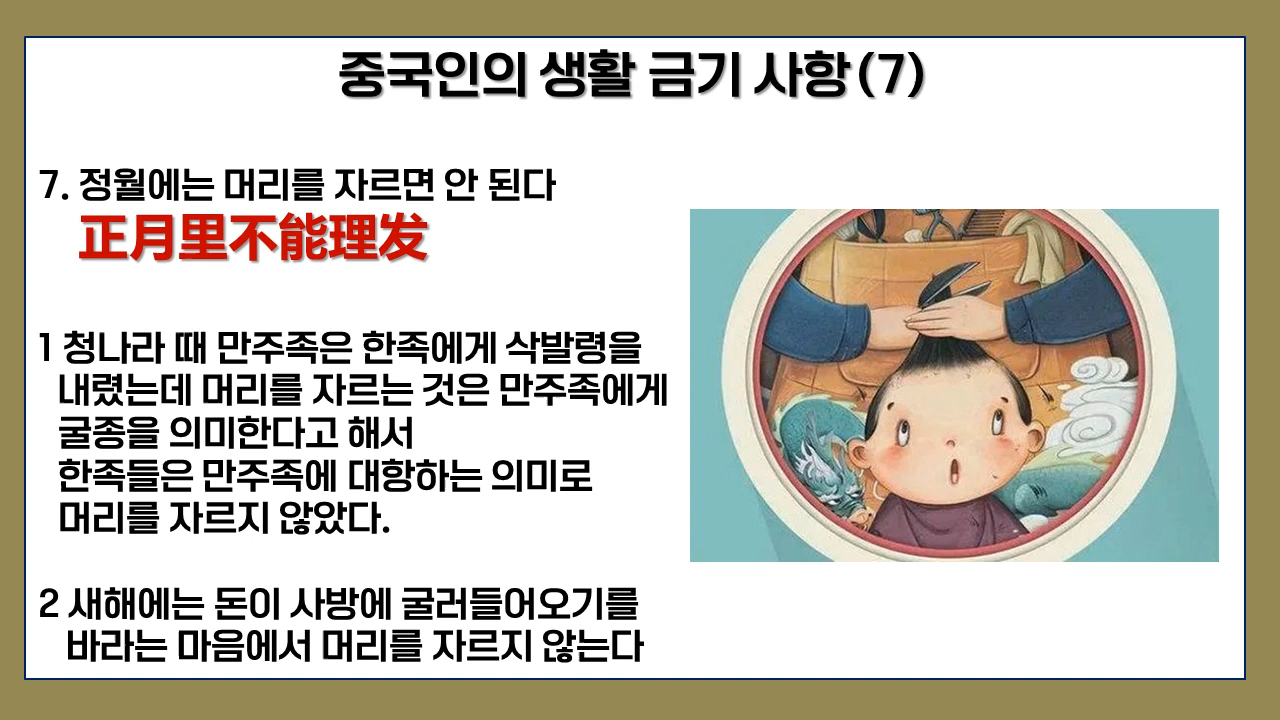 중국인의 생활 금기 사항(7)
7. 정월에는 머리를 자르면 안 된다
正月里不能理发
1 청나라 때 만주족은 한족에게 삭발령을
내렸는데 머리를 자르는 것은 만주족에게
굴종을 의미한다고 해서
한족들은 만주족에 대항하는 의미로
머리를 자르지 않았다.
2 새해에는 돈이 사방에 굴러들어오기를
바라는 마음에서 머리를 자르지 않는다